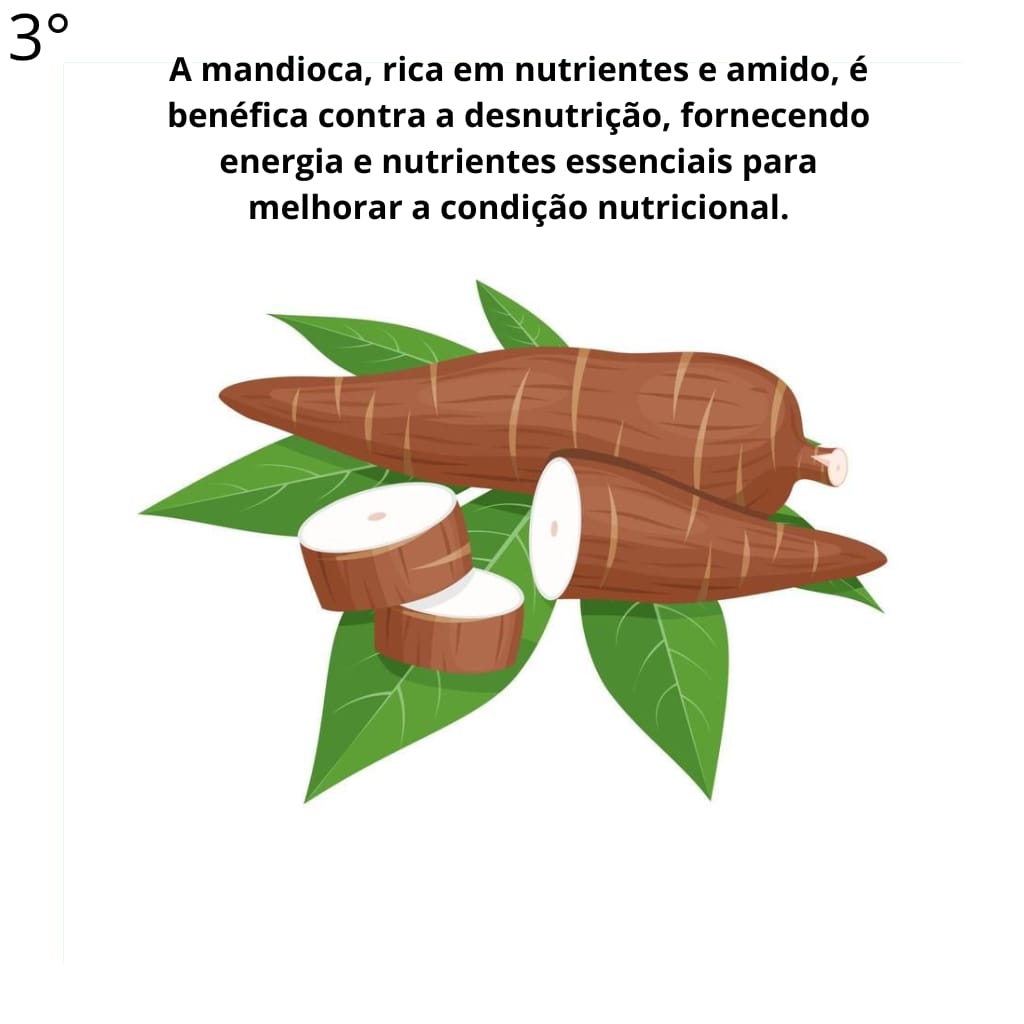 3°
A mandioca, rica em nutrientes e amido, é
benéfica contra a desnutrição, fornecendo
energia e nutrientes essenciais para
melhorar a condição nutricional.